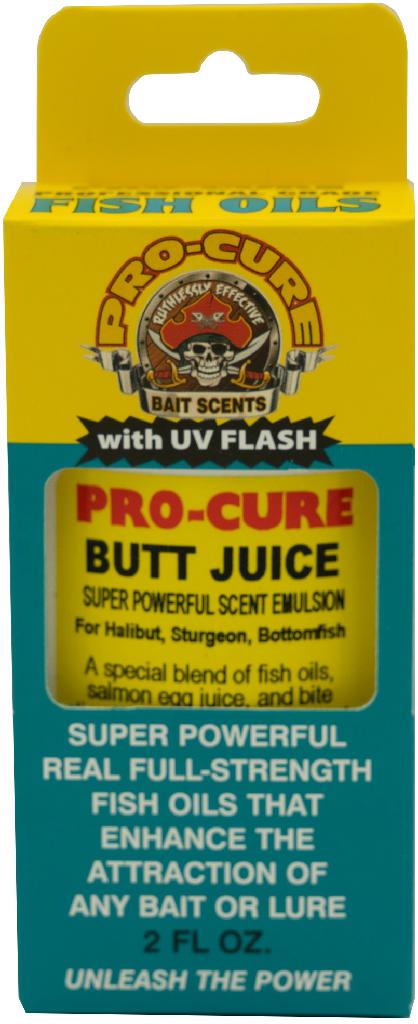 PROFESSIONAL GRADE
FISH OILS
PRO-CURE
RUTHLESSLY EFFECTIVE
BAIT SCENTS
with UV FLASH
PRO-CURE
BUTT JUICE
SUPER POWERFUL SCENT EMULSION
For Halibut, Sturgeon, Bottomfish
A special blend of fish oils,
salmon egg juice, and bite
SUPER POWERFUL
REAL FULL-STRENGTH
FISH OILS THAT
ENHANCE THE
ATTRACTION OF
ANY BAIT OR LURE
2 FL OZ.
UNLEASH THE POWER